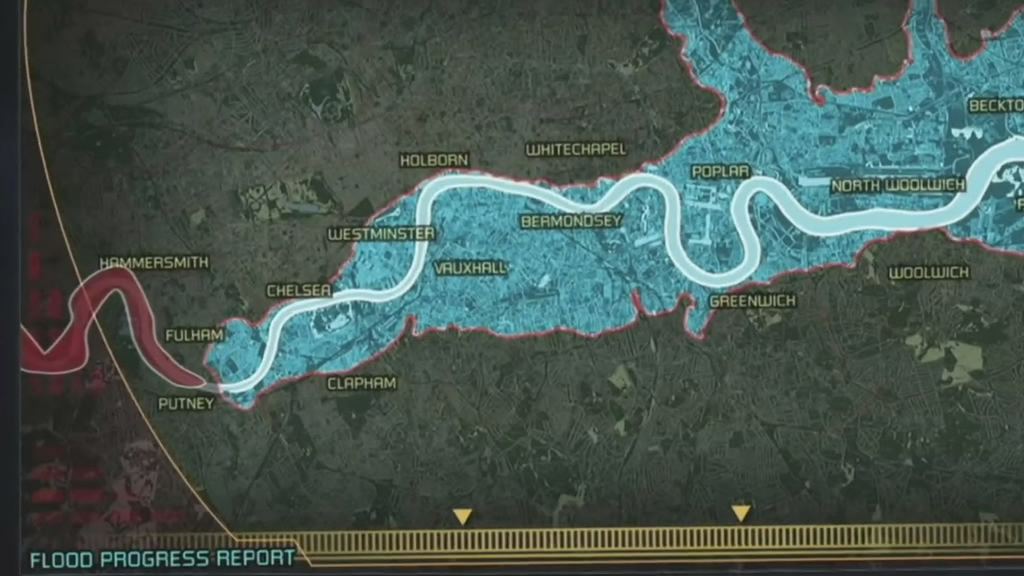 BECKTO
WHITECHAPEL
HOLBORN
POPLAR
NORTH WOOLWICH
BERMONDSEY
WESTMINSTER
HAMMERSMITH
VAUXHALL
WOOLWICH
CHELSEA
GREENWICH
FULHAM
CLAPHAM
PUTNEY
FLOOD PROGRESS REPORT